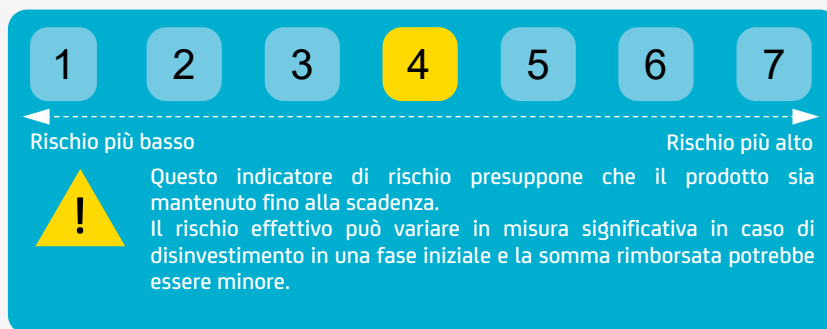 1 2 3 4 5 6 7
Rischio più basso Rischio più alto
! Questo indicatore di rischio presuppone che il prodotto sia
mantenuto fino alla scadenza.
Il rischio effettivo può variare in misura significativa in caso di
disinvestimento in una fase iniziale e la somma rimborsata potrebbe
essere minore.